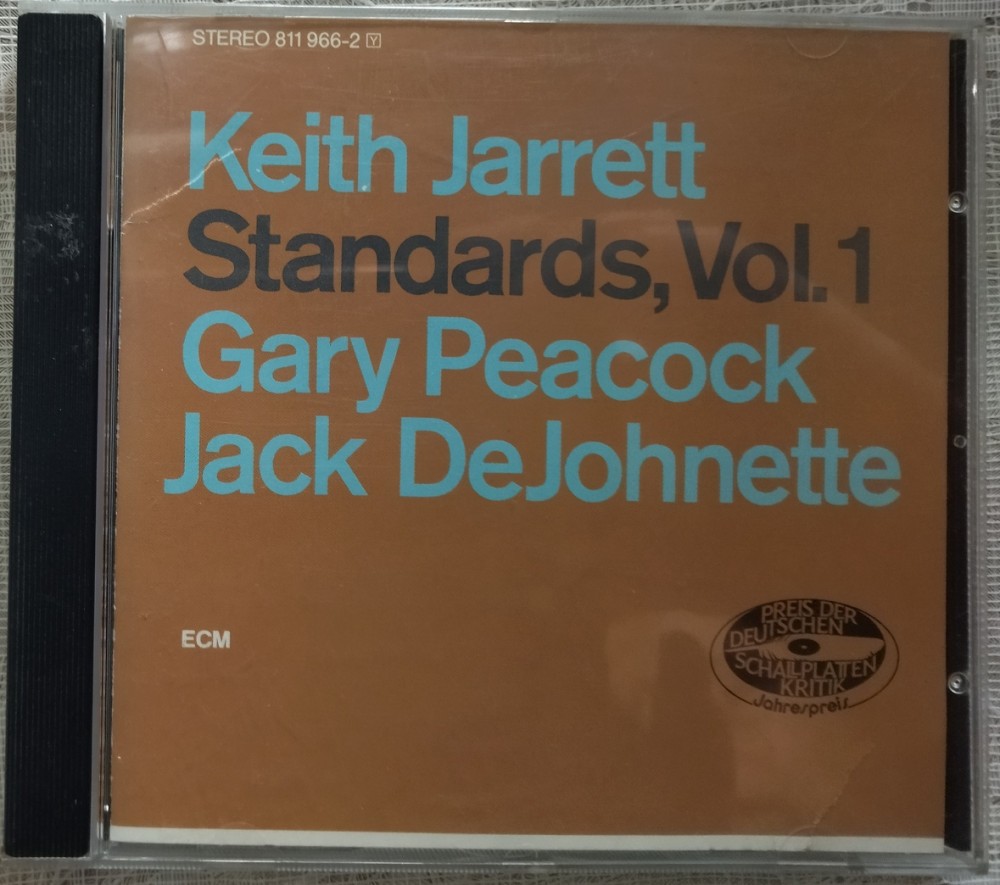 STEREO 811 966-2 Y
Keith Jarrett
Standards, Vol. 1
Gary Peacock
Jack DeJohnette
ECM
PREIS DER
DEUTSCHEN
SCHALLPLATTEN
KRITIK
Jahrespreis